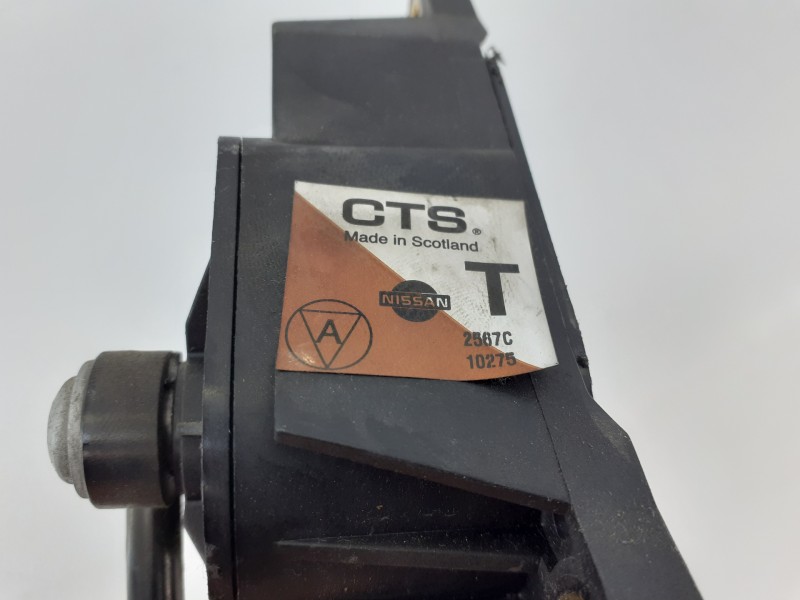 CTS®
Made in Scotland
T
NISSAN
A
2567C
10275